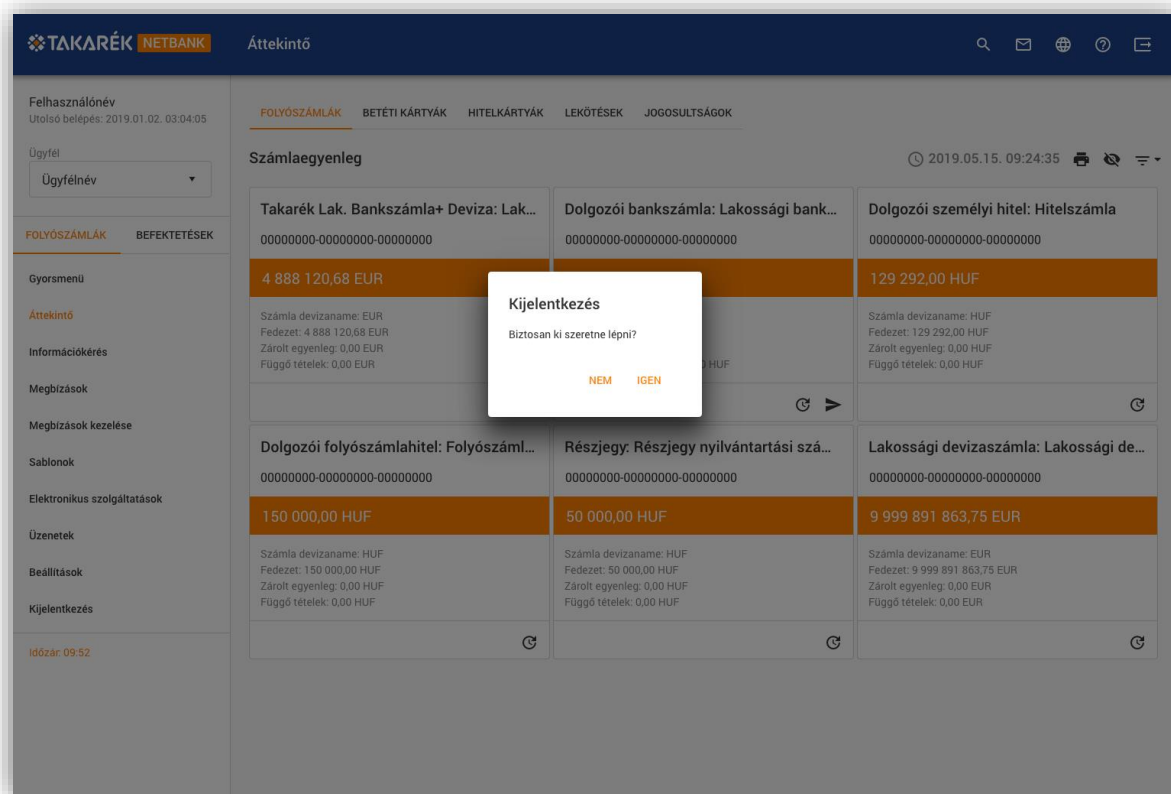 TAKARÉK NETBANK
Áttekintő
Felhasználónév
Utolsó belépés: 2019.01.02. 03:04:05
Ügyfél
Ügyfélnév
FOLYÓSZÁMLÁK BEFEKTETÉSEK
Gyorsmenü
Áttekintő
Információkérés
Megbízások
Megbízások kezelése
Sablonok
Elektronikus szolgáltatások
Üzenetek
Beállítások
Kijelentkezés
Időzár: 09:52
FOLYÓSZÁMLÁK BETÉTI KÁRTYÁK HITELKÁRTYÁK LEKÖTÉSEK JOGOSULTSÁGOK
Számlaegyenleg
2019.05.15. 09:24:35
Takarék Lak. Bankszámla+ Deviza: Lak...
00000000-00000000-00000000
4 888 120,68 EUR
Számla devizaname: EUR
Fedezet: 4 888 120,68 EUR
Zárolt egyenleg: 0,00 EUR
Függő tételek: 0,00 EUR
Dolgozói bankszámla: Lakossági bank...
00000000-00000000-00000000
HUF
Dolgozói személyi hitel: Hitelszámla
00000000-00000000-00000000
129 292,00 HUF
Számla devizaname: HUF
Fedezet: 129 292,00 HUF
Zárolt egyenleg: 0,00 HUF
Függő tételek: 0,00 HUF
Kijelentkezés
Biztosan ki szeretne lépni?
NEM IGEN
Dolgozói folyószámlahitel: Folyószáml...
00000000-00000000-00000000
150 000,00 HUF
Számla devizaname: HUF
Fedezet: 150 000,00 HUF
Zárolt egyenleg: 0,00 HUF
Függő tételek: 0,00 HUF
Részjegy: Részjegy nyilvántartási szá...
00000000-00000000-00000000
50 000,00 HUF
Számla devizaname: HUF
Fedezet: 50 000,00 HUF
Zárolt egyenleg: 0,00 HUF
Függő tételek: 0,00 HUF
Lakossági devizaszámla: Lakossági de...
00000000-00000000-00000000
9 999 891 863,75 EUR
Számla devizaname: EUR
Fedezet: 9 999 891 863,75 EUR
Zárolt egyenleg: 0,00 EUR
Függő tételek: 0,00 EUR